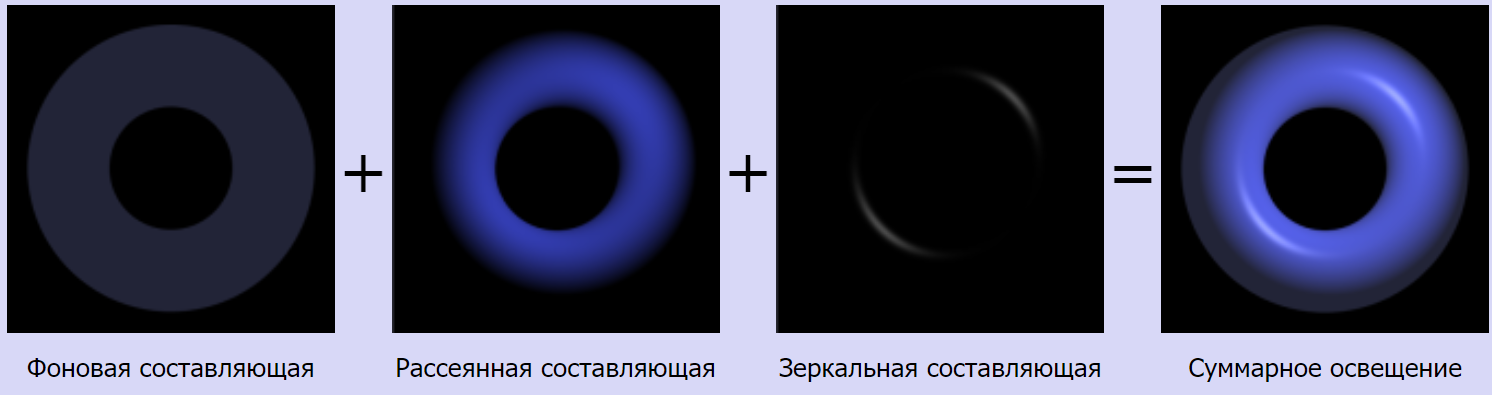 + + =
Фоновая составляющая Рассеянная составляющая Зеркальная составляющая Суммарное освещение